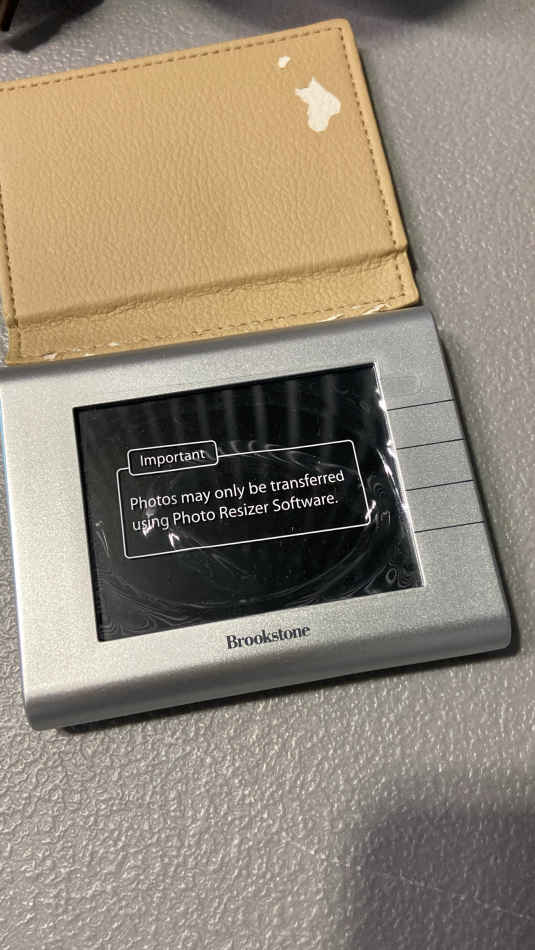 Important
Photos may only be transferred
using Photo Resizer Software.
Brookstone